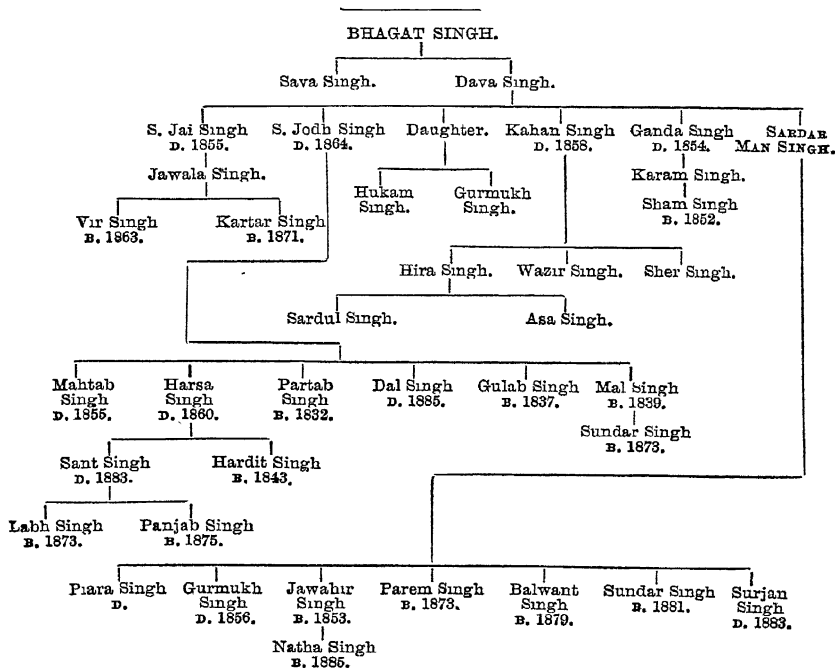 BHAGAT SINGH.
Sava Singh. Dava Singh.
S. Jai Singh S. Jodh Singh Daughter. Kahan Singh Ganda Singh SARDAR
D. 1855. D. 1864. D. 1858. D. 1854. MAN SINGH.
Jawala Singh. Karam Singh.
Hukam Gurmukh
Singh. Singh.
Sham Singh
B. 1852.
Vir Singh Kartar Singh
B. 1863. B. 1871.
Hira Singh. Wazir Singh. Sher Singh.
Sardul Singh. Asa Singh.
Mahtab Harsa Partab Dal Singh Gulab Singh Mal Singh
Singh Singh Singh D. 1885. B. 1837. B. 1839.
D. 1855. D. 1860. B. 1832.
Sundar Singh
B. 1873.
Sant Singh Hardit Singh
D. 1883. B. 1843.
Labh Singh Panjab Singh
B. 1873. B. 1875.
Piara Singh Gurmukh Jawahir Parem Singh Balwant Sundar Singh Surjan
D. Singh Singh B. 1873. Singh B. 1881. Singh
D. 1856. B. 1853. B. 1879. D. 1883.
Natha Singh
B. 1885.